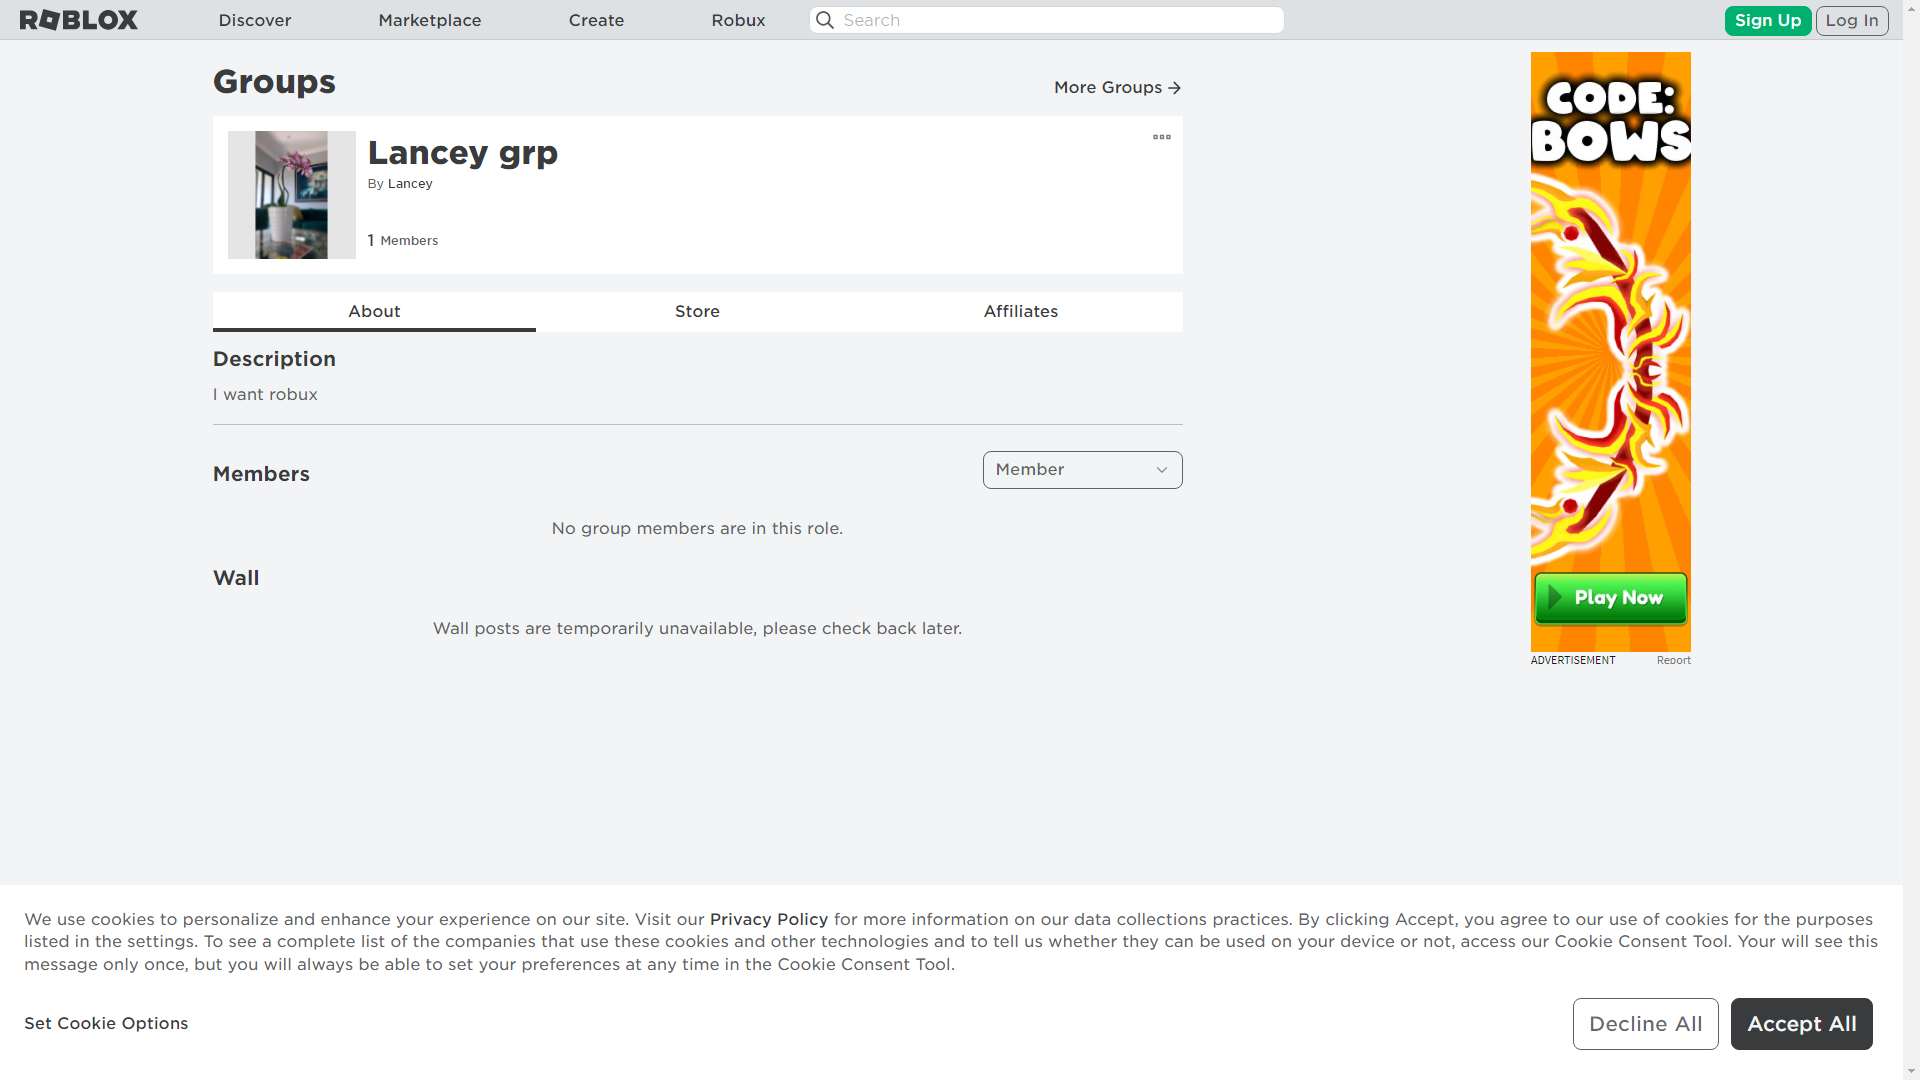 ROBLOX
Discover
Marketplace
Create
Robux
Search
Sign Up
Log In
Groups
More Groups
Lancey grp
By Lancey
1 Members
About
Store
Affiliates
Description
I want robux
Members
Member
No group members are in this role.
Wall
Wall posts are temporarily unavailable, please check back later.
CODE:
BOWS
Play Now
ADVERTISEMENT
Report
We use cookies to personalize and enhance your experience on our site. Visit our Privacy Policy for more information on our data collections practices. By clicking Accept, you agree to our use of cookies for the purposes
listed in the settings. To see a complete list of the companies that use these cookies and other technologies and to tell us whether they can be used on your device or not, access our Cookie Consent Tool. Your will see this
message only once, but you will always be able to set your preferences at any time in the Cookie Consent Tool.
Set Cookie Options
Decline All
Accept All